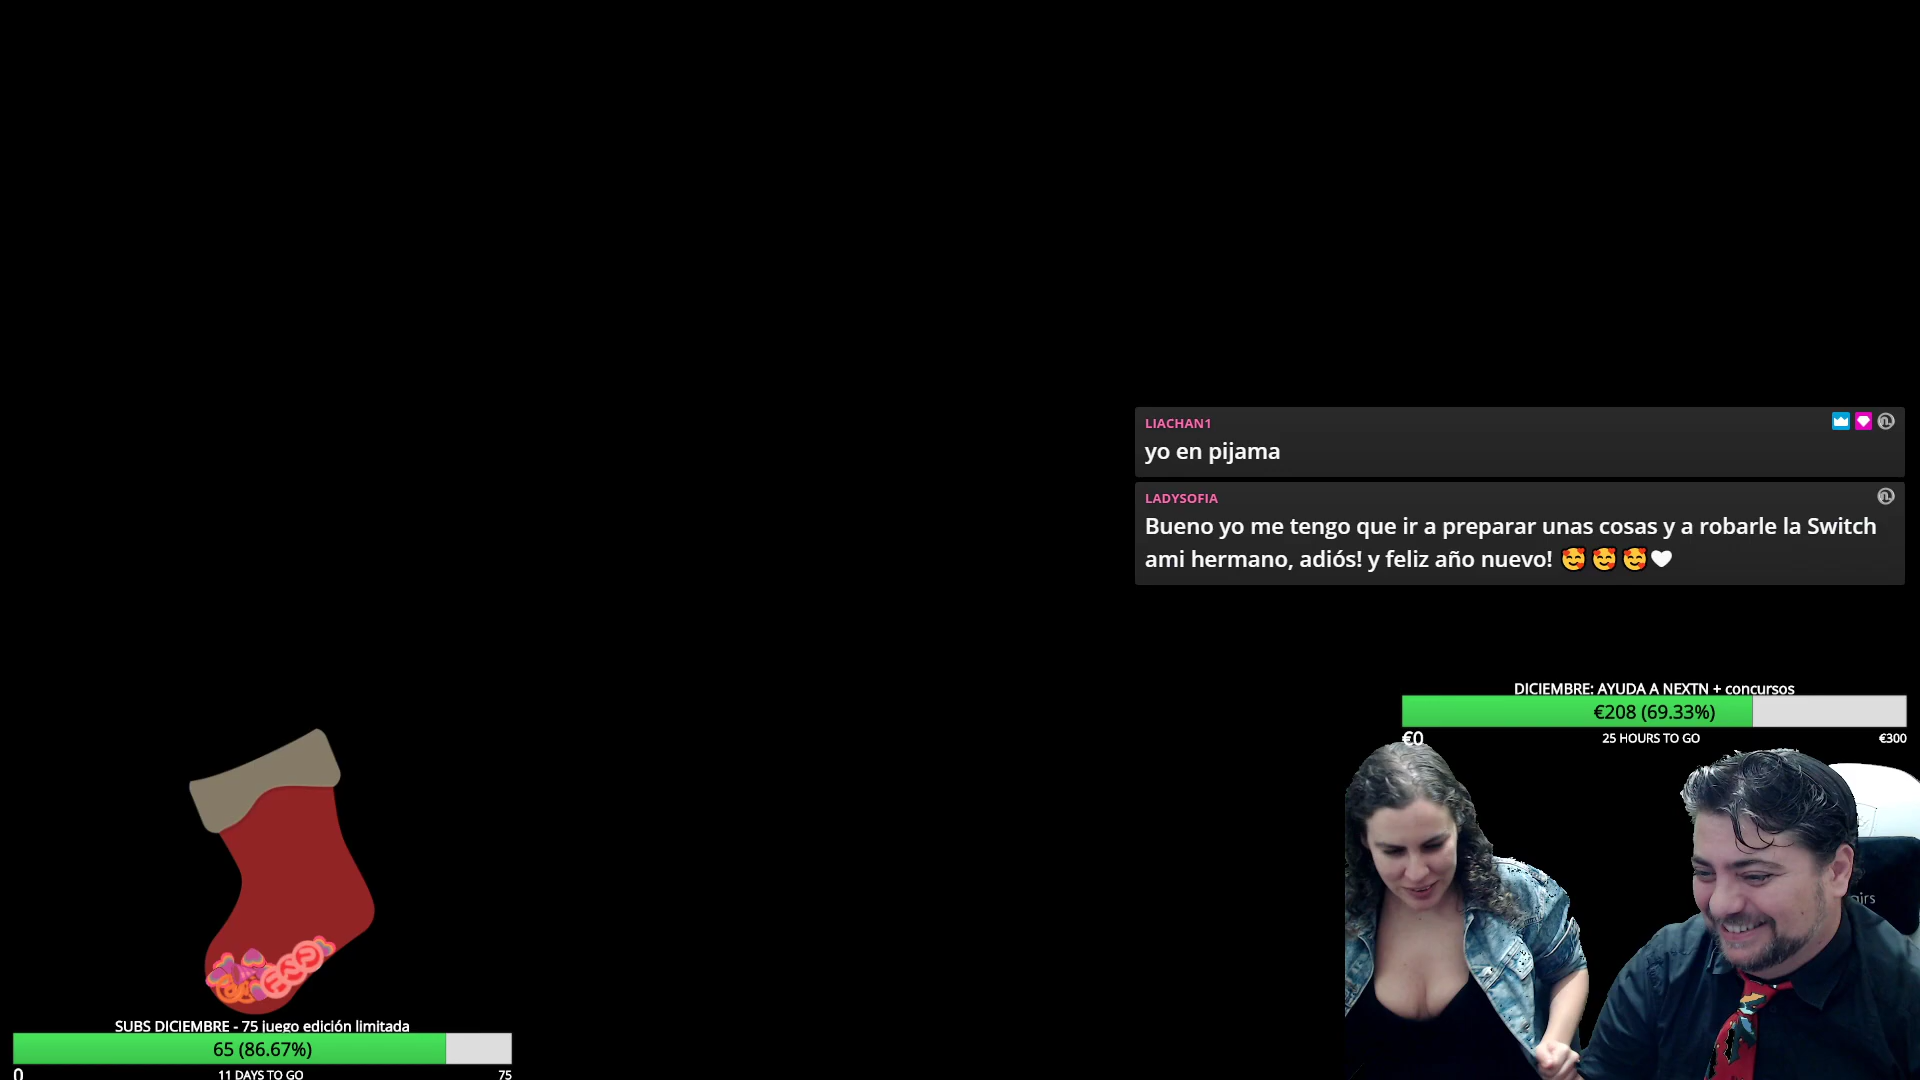 LIACHAN1
yo en pijama
LADYSOFIA
Bueno yo me tengo que ir a preparar unas cosas y a robarle la Switch
ami hermano, adiós! y feliz año nuevo! 🥰🥰🥰🤍
DICIEMBRE: AYUDA A NEXTN + concursos
€208 (69.33%)
€0 25 HOURS TO GO €300
SUBS DICIEMBRE - 75 juego edición limitada
65 (86.67%)
0 11 DAYS TO GO 75